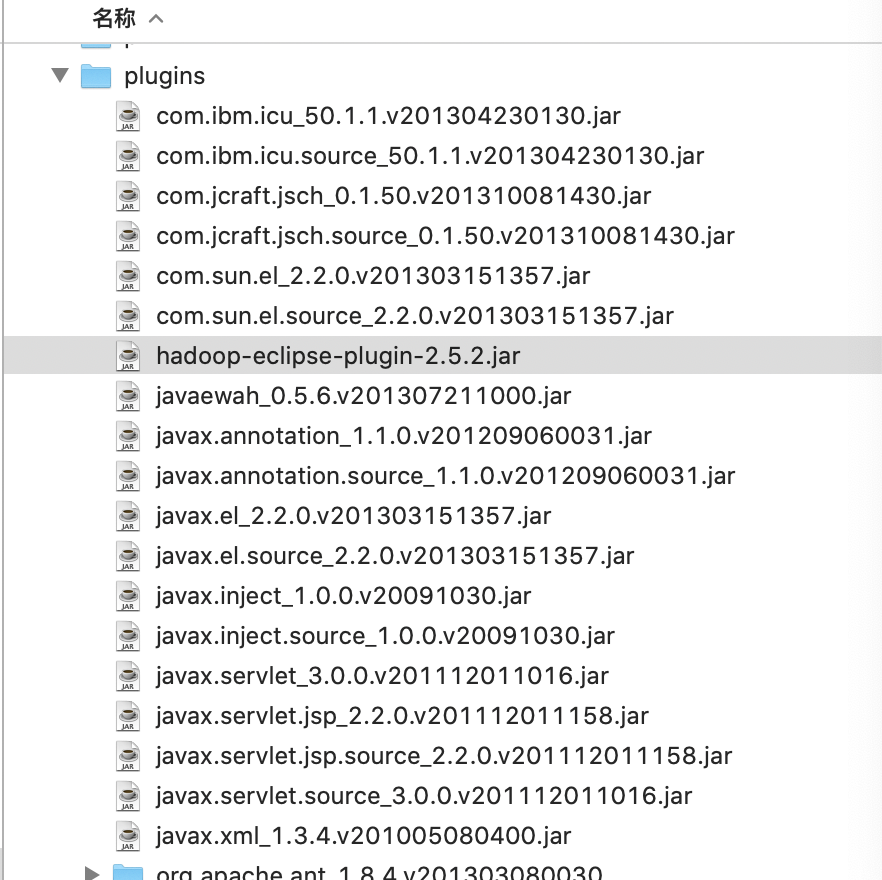 名称
plugins
com.ibm.icu_50.1.1.v201304230130.jar
com.ibm.icu.source_50.1.1.v201304230130.jar
com.jcraft.jsch_0.1.50.v201310081430.jar
com.jcraft.jsch.source_0.1.50.v201310081430.jar
com.sun.el_2.2.0.v201303151357.jar
com.sun.el.source_2.2.0.v201303151357.jar
hadoop-eclipse-plugin-2.5.2.jar
javaewah_0.5.6.v201307211000.jar
javax.annotation_1.1.0.v201209060031.jar
javax.annotation.source_1.1.0.v201209060031.jar
javax.el_2.2.0.v201303151357.jar
javax.el.source_2.2.0.v201303151357.jar
javax.inject_1.0.0.v20091030.jar
javax.inject.source_1.0.0.v20091030.jar
javax.servlet_3.0.0.v201112011016.jar
javax.servlet.jsp_2.2.0.v201112011158.jar
javax.servlet.jsp.source_2.2.0.v201112011158.jar
javax.servlet.source_3.0.0.v201112011016.jar
javax.xml_1.3.4.v201005080400.jar
org.apache.ant_1.8.4.v201303080030